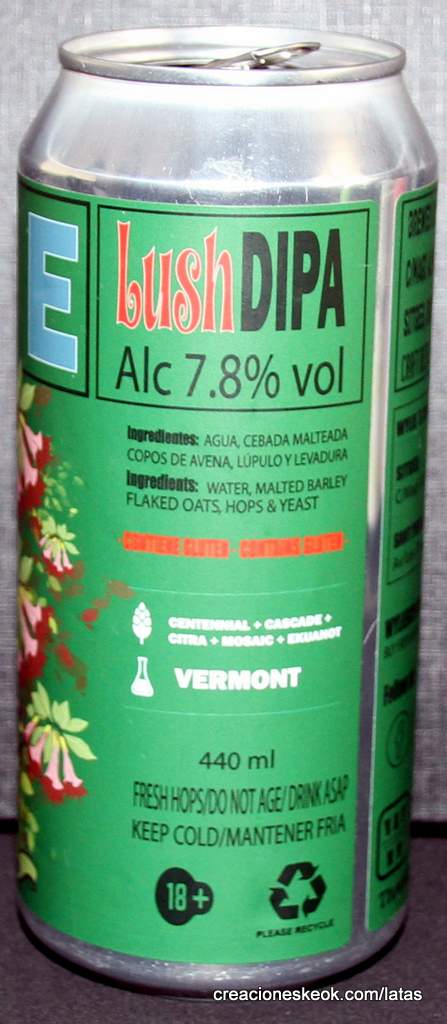 E
Lush DIPA
Alc 7.8% vol
Ingredientes: AGUA, CEBADA MALTEADA
COPOS DE AVENA, LÚPULO Y LEVADURA
Ingredients: WATER, MALTED BARLEY
FLAKED OATS, HOPS & YEAST
· CONTIENE GLUTEN · CONTAINS GLUTEN ·
CENTENNIAL + CASCADE +
CITRA + MOSAIC + EKUANOT
VERMONT
440 ml
FRESH HOPS/DO NOT AGE/ DRINK ASAP
KEEP COLD/MANTENER FRIA
18+
PLEASE RECYCLE
creacioneskeok.com/latas